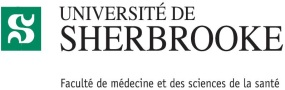 UNIVERSITÉ DE
SHERBROOKE
Faculté de médecine et des sciences de la santé